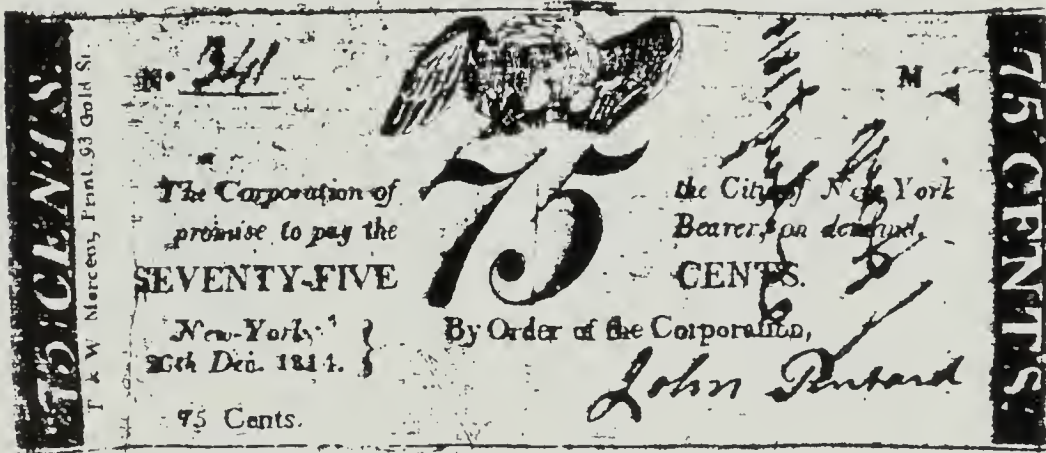 75 CENTS.
T & W Mercein, Print. 93 Gold St.
No. 241
M
75
The Corporation of the City of New York
promise to pay the Bearer, on demand,
SEVENTY-FIVE CENTS.
New-York, By Order of the Corporation,
Dec. 1814.
John Pintard
75 Cents.
75 CENTS.